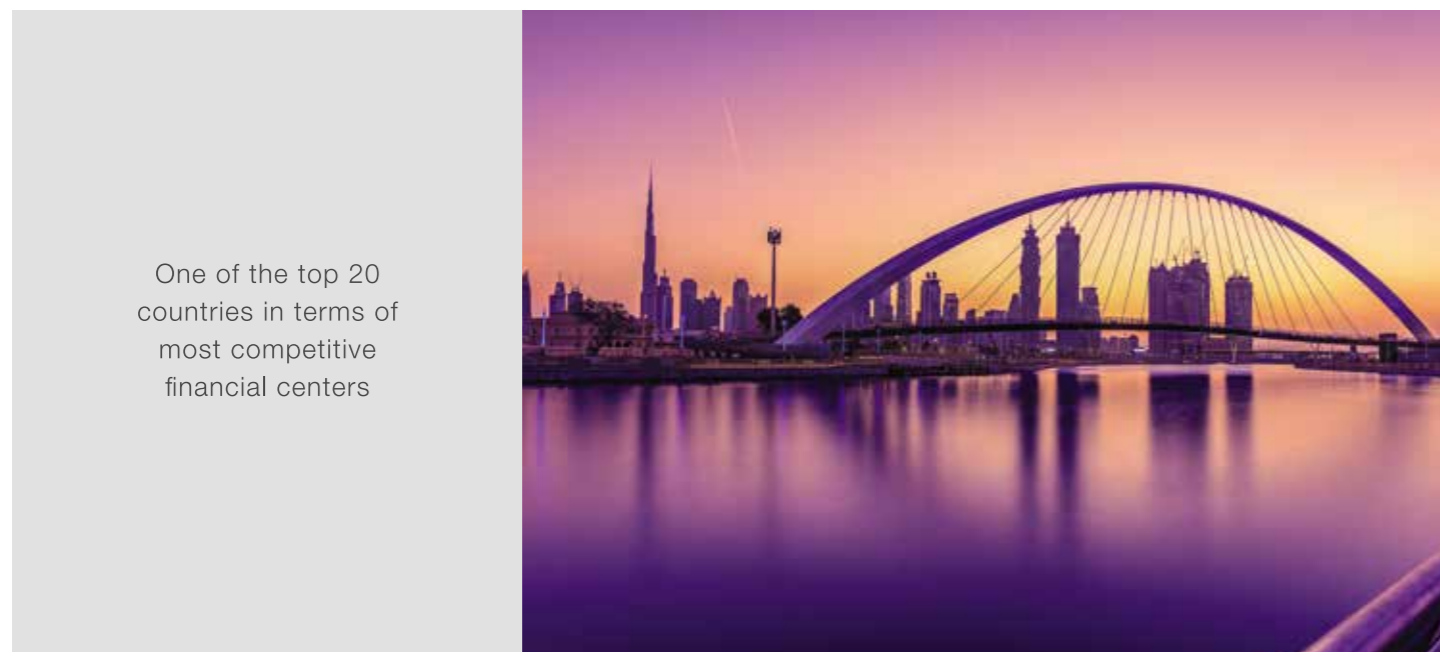 One of the top 20
countries in terms of
most competitive
financial centers